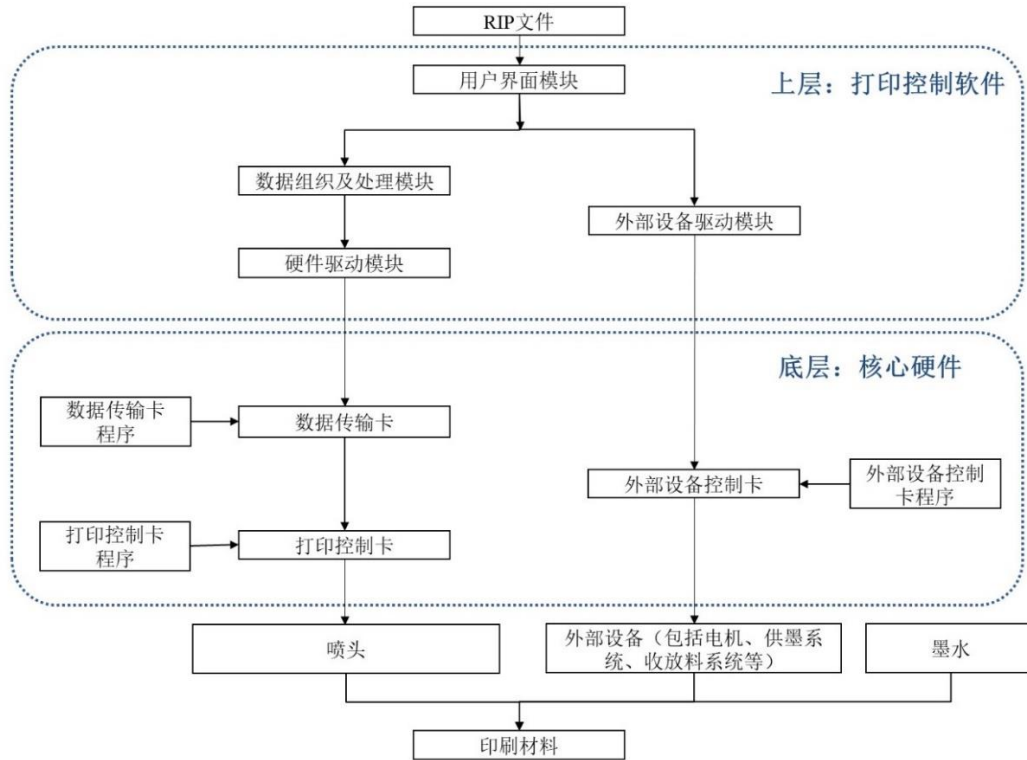 RIP文件
用户界面模块
上层：打印控制软件
数据组织及处理模块
外部设备驱动模块
硬件驱动模块
底层：核心硬件
数据传输卡
程序
数据传输卡
外部设备控制卡
外部设备控制
卡程序
打印控制卡
程序
打印控制卡
喷头
外部设备（包括电机、供墨系
统、收放料系统等）
墨水
印刷材料